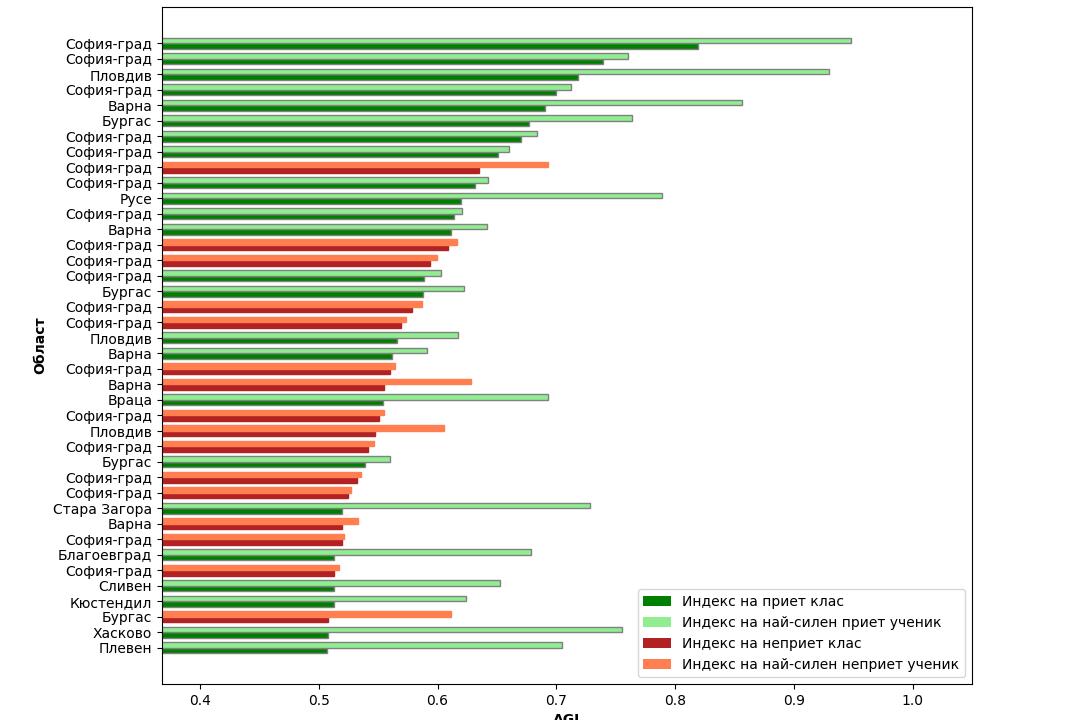 София-град
София-град
Пловдив
София-град
Варна
Бургас
София-град
София-град
София-град
София-град
Русе
София-град
Варна
София-град
София-град
София-град
Бургас
София-град
София-град
Пловдив
Варна
София-град
Варна
Враца
София-град
Пловдив
София-град
Бургас
София-град
София-град
Стара Загора
Варна
София-град
Благоевград
София-град
Сливен
Кюстендил
Бургас
Хасково
Плевен
Област
Индекс на приет клас
Индекс на най-силен приет ученик
Индекс на неприет клас
Индекс на най-силен неприет ученик
0.4 0.5 0.6 0.7 0.8 0.9 1.0